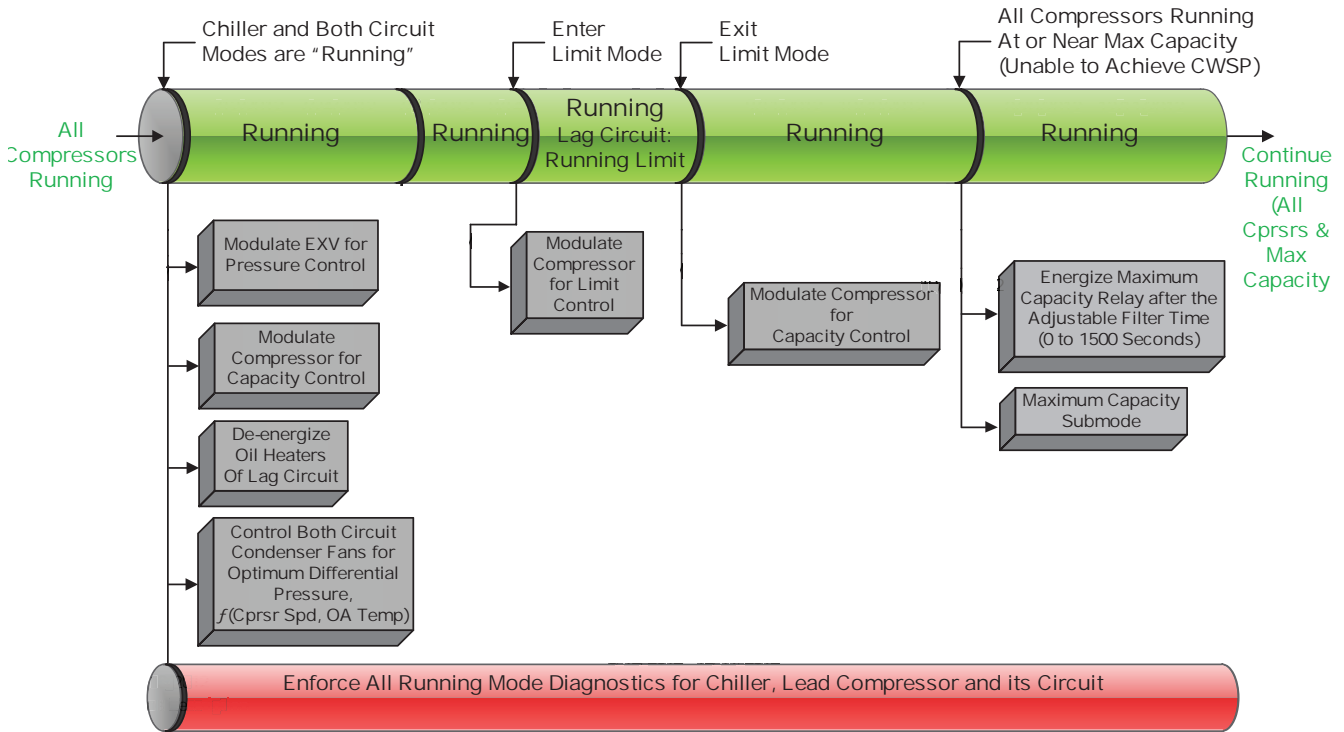 Chiller and Both Circuit
Modes are “Running”
Enter
Limit Mode
Exit
Limit Mode
All Compressors Running
At or Near Max Capacity
(Unable to Achieve CWSP)
All
Compressors
Running
Running
Running
Running
Lag Circuit:
Running Limit
Running
Running
Continue
Running
(All
Cprsrs &
Max
Capacity
Modulate EXV for
Pressure Control
Modulate
Compressor for
Capacity Control
De-energize
Oil Heaters
Of Lag Circuit
Control Both Circuit
Condenser Fans for
Optimum Differential
Pressure,
ƒ(Cprsr Spd, OA Temp)
Modulate
Compressor
for Limit
Control
Modulate Compressor
for
Capacity Control
Energize Maximum
Capacity Relay after the
Adjustable Filter Time
(0 to 1500 Seconds)
Maximum Capacity
Submode
Enforce All Running Mode Diagnostics for Chiller, Lead Compressor and its Circuit